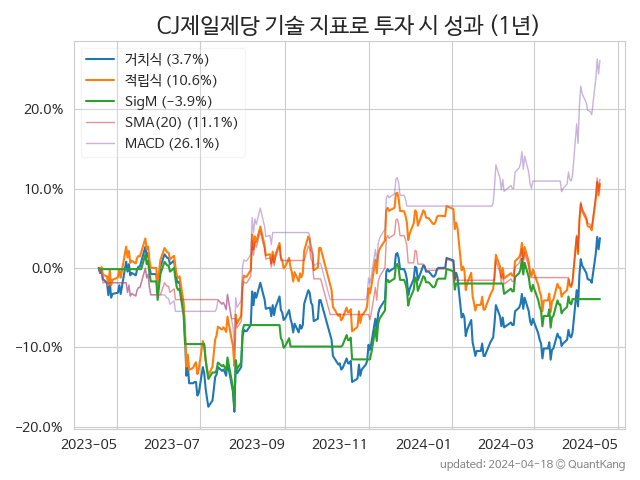 CJ제일제당 기술 지표로 투자 시 성과 (1년)
거치식 (3.7%)
적립식 (10.6%)
SigM (−3.9%)
SMA(20) (11.1%)
MACD (26.1%)
20.0%
10.0%
0.0%
−10.0%
−20.0%
2023-05 2023-07 2023-09 2023-11 2024-01 2024-03 2024-05
updated: 2024-04-18 © QuantKang